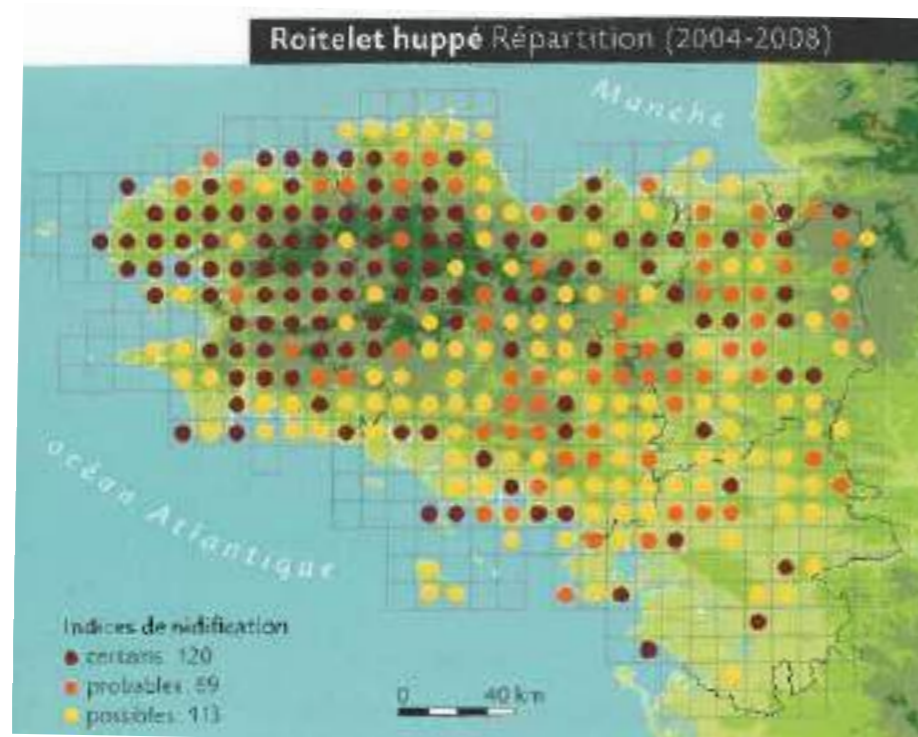 Roitelet huppé Répartition (2004-2008)
Manche
océan Atlantique
Indices de nidification
certains: 120
probables: 69
possibles: 113
0 40 km